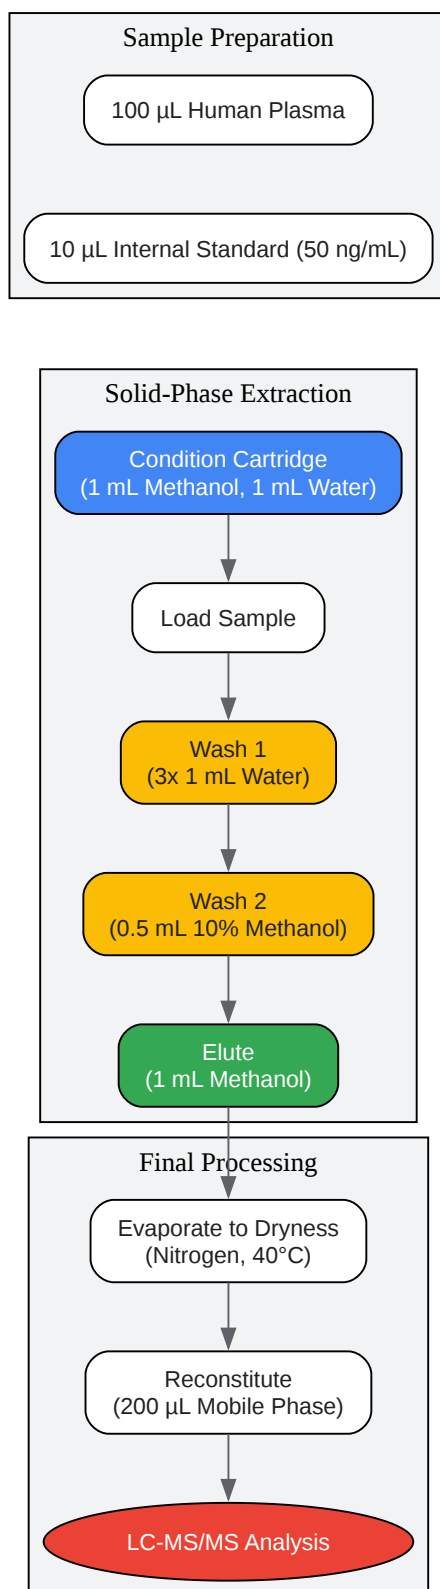 Sample Preparation
100 µL Human Plasma
10 µL Internal Standard (50 ng/mL)
Solid-Phase Extraction
Condition Cartridge
(1 mL Methanol, 1 mL Water)
Load Sample
Wash 1
(3x 1 mL Water)
Wash 2
(0.5 mL 10% Methanol)
Elute
(1 mL Methanol)
Final Processing
Evaporate to Dryness
(Nitrogen, 40°C)
Reconstitute
(200 µL Mobile Phase)
LC-MS/MS Analysis